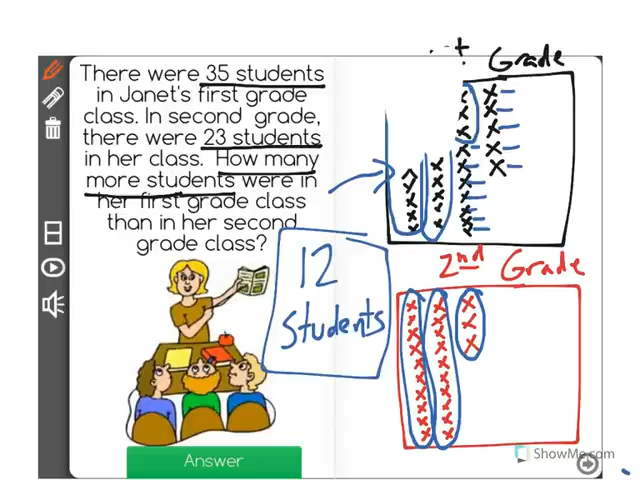 There were 35 students
in Janet's first grade
class. In second grade,
there were 23 students
in her class. How many
more students were in
her first grade class
than in her second
grade class?
Grade
12
students
2nd Grade
Answer
ShowMe.com